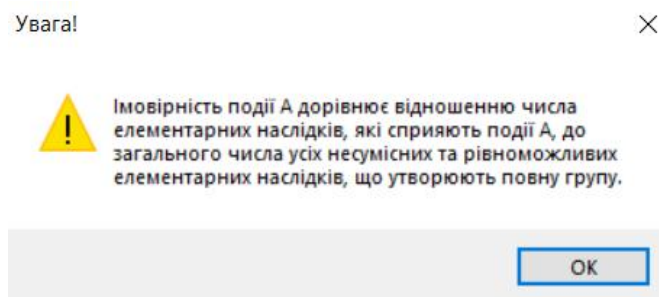 Увага!
Імовірність події А дорівнює відношенню числа
елементарних наслідків, які сприяють події А, до
загального числа усіх несумісних та рівноможливих
елементарних наслідків, що утворюють повну групу.
ОК